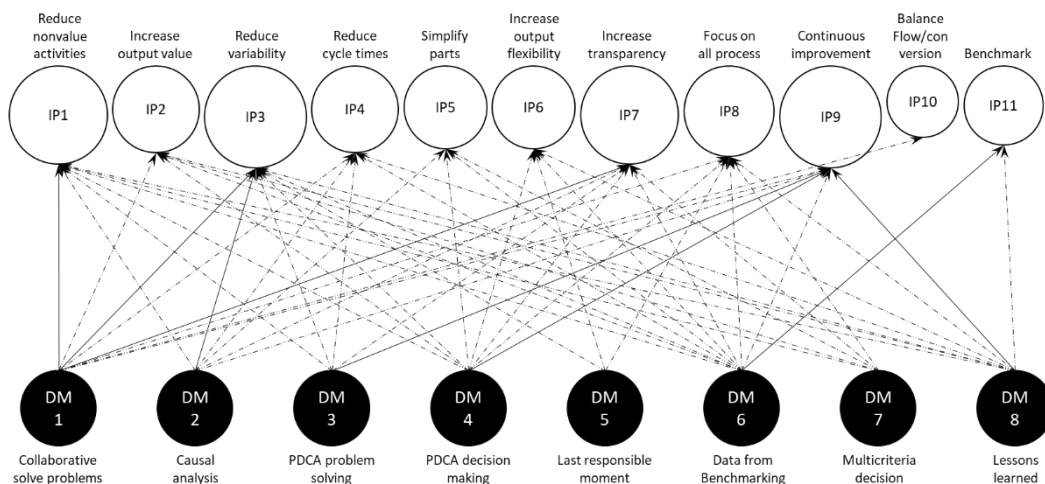 Reduce
nonvalue
activities
Increase
output value
Reduce
variability
Reduce
cycle times
Simplify
parts
Increase
output
flexibility
Increase
transparency
Focus on
all process
Continuous
improvement
Balance
Flow/con
version
Benchmark
IP1
IP2
IP3
IP4
IP5
IP6
IP7
IP8
IP9
IP10
IP11
DM
1
DM
2
DM
3
DM
4
DM
5
DM
6
DM
7
DM
8
Collaborative
solve problems
Causal
analysis
PDCA problem
solving
PDCA decision
making
Last responsible
moment
Data from
Benchmarking
Multicriteria
decision
Lessons
learned